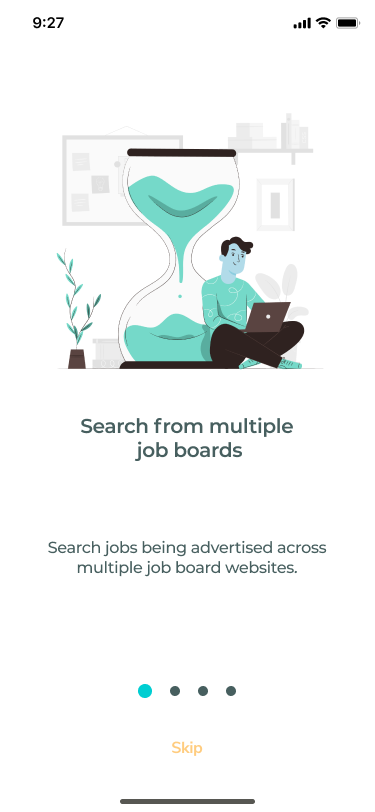 9:27
Search from multiple
job boards
Search jobs being advertised across
multiple job board websites.
Skip